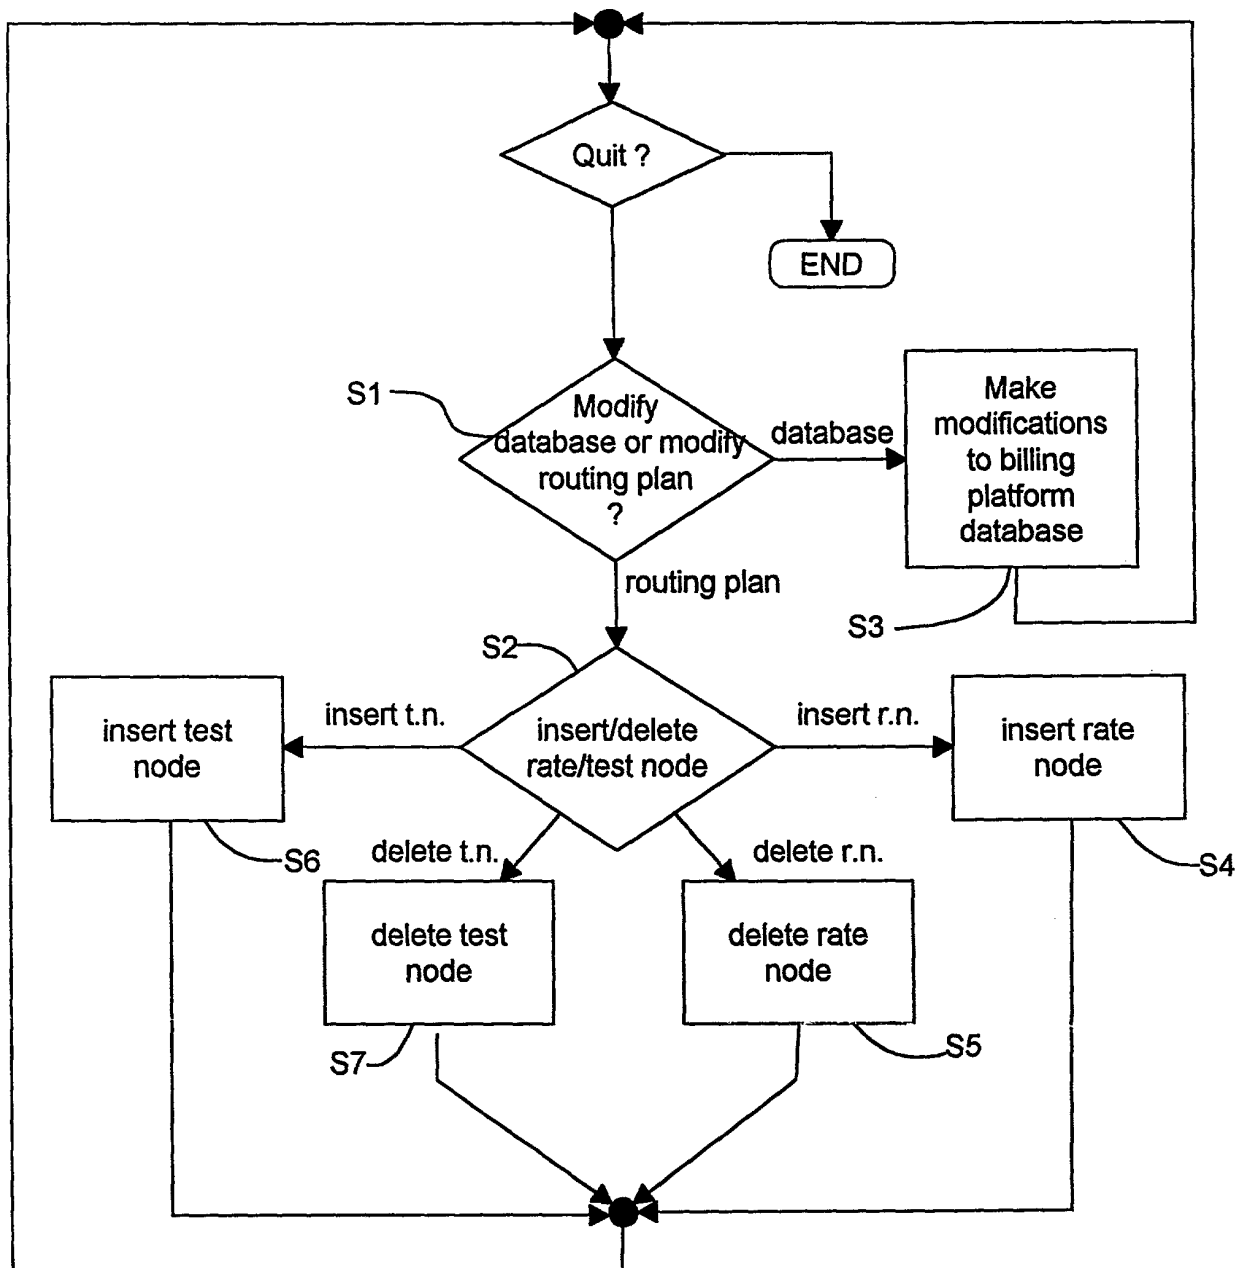 Quit ?
END
S1
Modify
database or modify
routing plan
?
database
Make
modifications
to billing
platform
database
routing plan
S3
S2
insert t.n.
insert r.n.
insert test
node
insert/delete
rate/test node
insert rate
node
S6
delete t.n.
delete r.n.
S4
delete test
node
delete rate
node
S7
S5